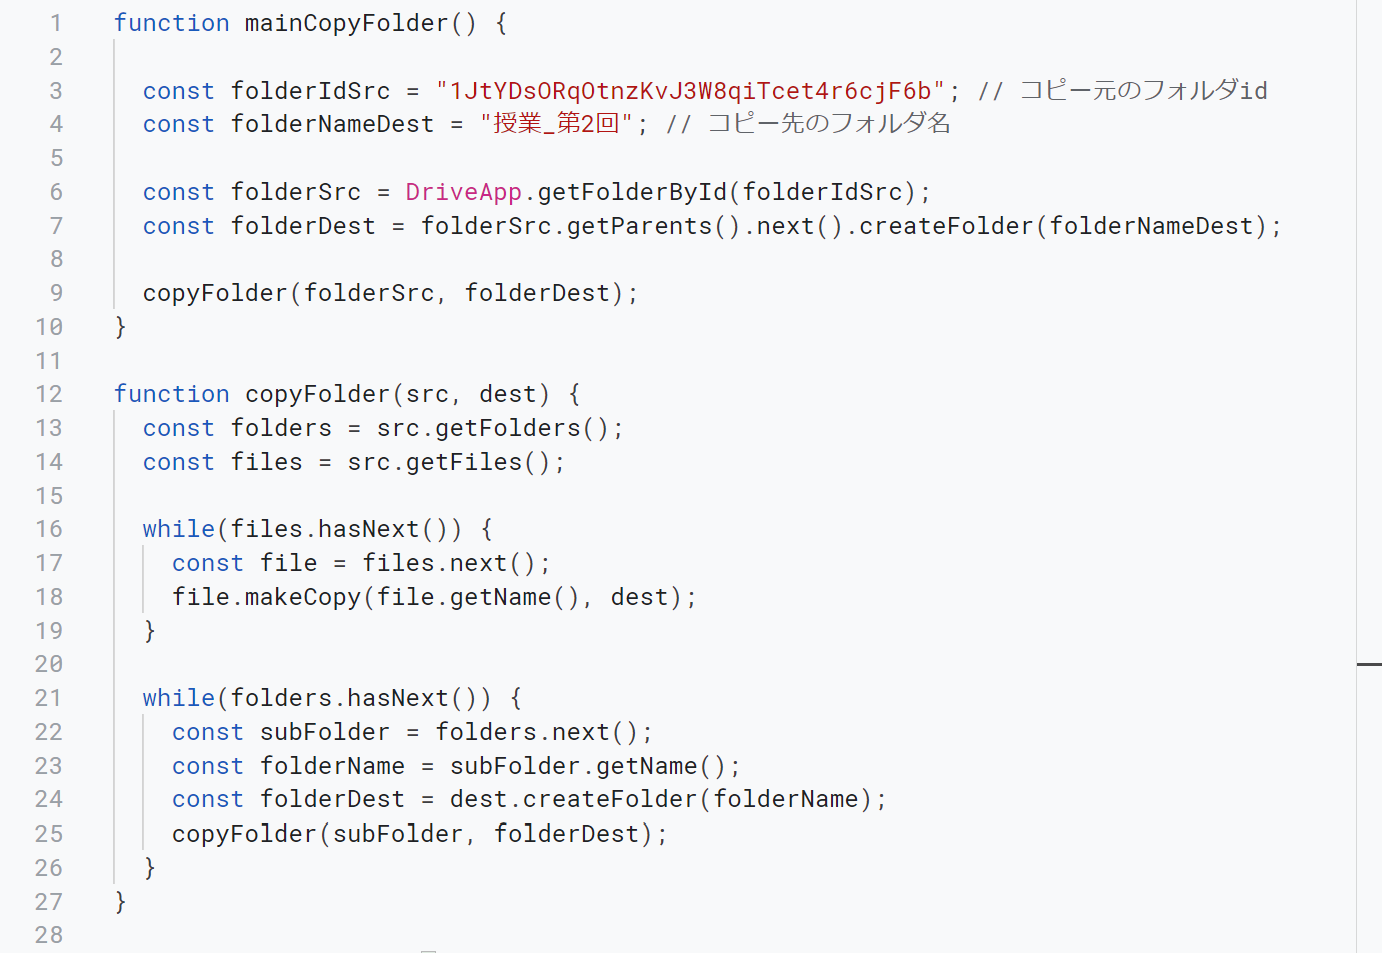 1 function mainCopyFolder() {
2
3 const folderIdSrc = "1JtYDsORqOtnzKvJ3W8qiTcet4r6cjF6b"; // コピー元のフォルダid
4 const folderNameDest = "授業_第2回"; // コピー先のフォルダ名
5
6 const folderSrc = DriveApp.getFolderById(folderIdSrc);
7 const folderDest = folderSrc.getParents().next().createFolder(folderNameDest);
8
9 copyFolder(folderSrc, folderDest);
10 }
11
12 function copyFolder(src, dest) {
13 const folders = src.getFolders();
14 const files = src.getFiles();
15
16 while(files.hasNext()) {
17 const file = files.next();
18 file.makeCopy(file.getName(), dest);
19 }
20
21 while(folders.hasNext()) {
22 const subFolder = folders.next();
23 const folderName = subFolder.getName();
24 const folderDest = dest.createFolder(folderName);
25 copyFolder(subFolder, folderDest);
26 }
27 }
28